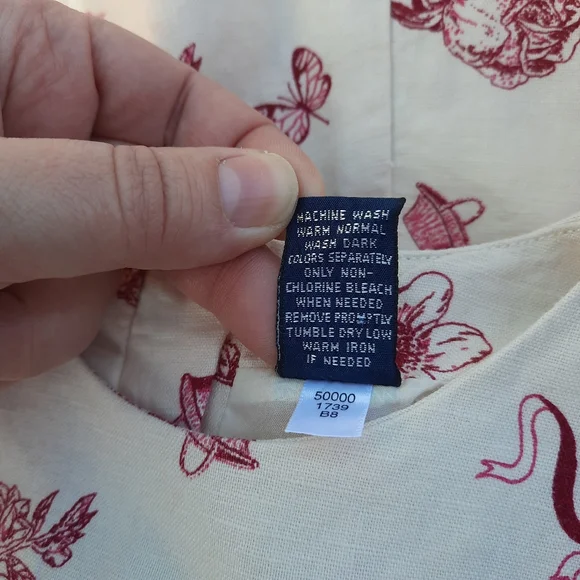 MACHINE WASH
WARM NORMAL
WASH DARK
COLORS SEPARATELY
ONLY NON-
CHLORINE BLEACH
WHEN NEEDED
REMOVE PROMPTLY
TUMBLE DRY LOW
WARM IRON
IF NEEDED
50000
1739
B8